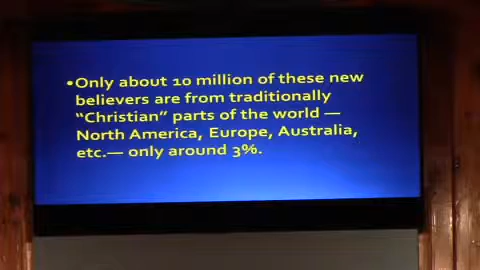 •Only about 10 million of these new
believers are from traditionally
“Christian” parts of the world —
North America, Europe, Australia,
etc.— only around 3%.